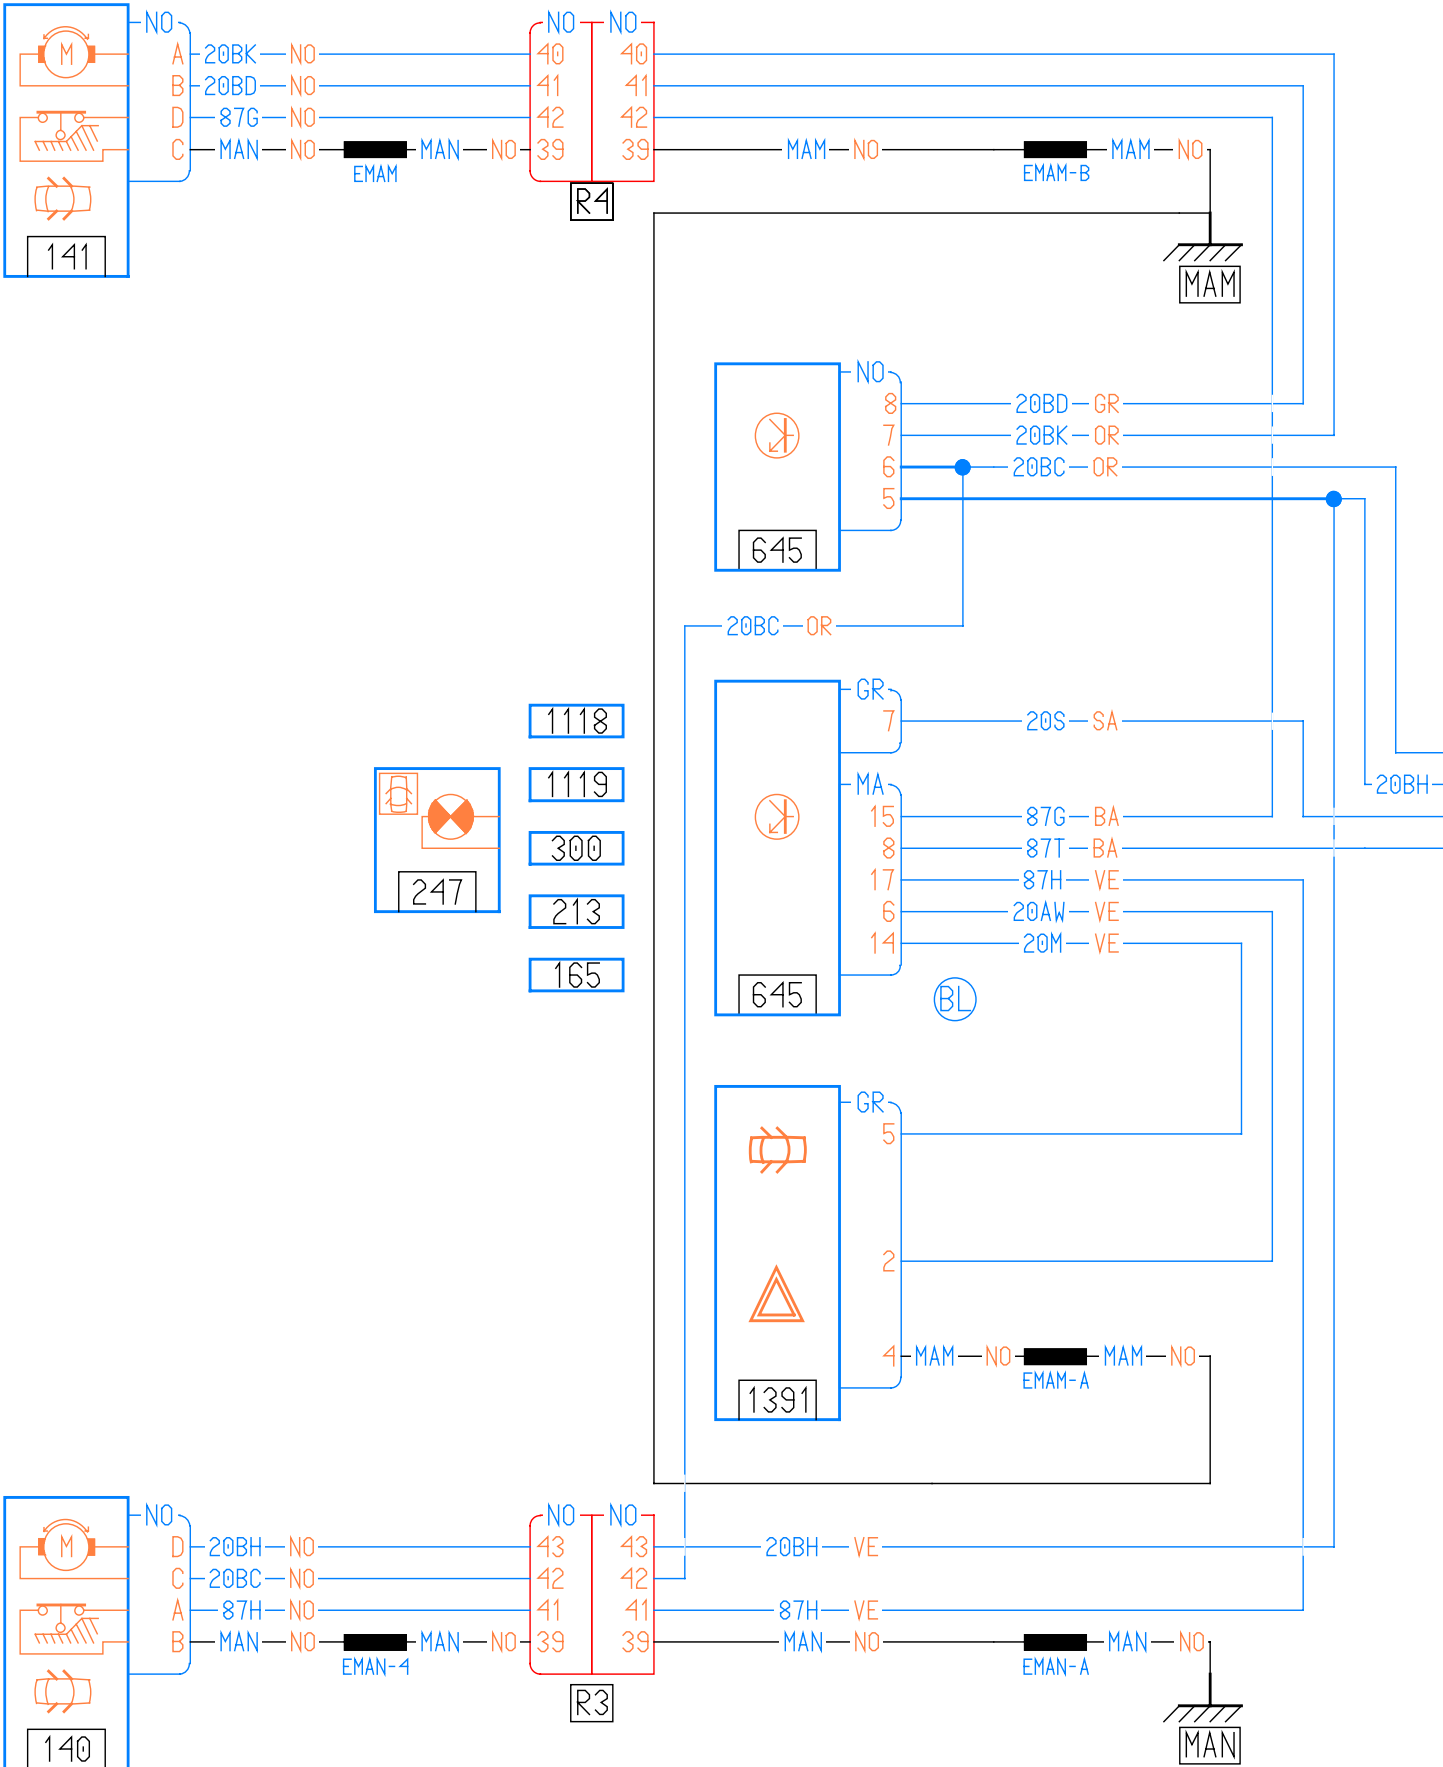 NO NO NO
M A 20BK NO 40 40
B 20BD NO 41 41
D 87G NO 42 42
C MAN NO MAN NO 39 39 MAM NO MAM NO
EMAM EMAM-B
R4
141
MAM
NO
8 20BD GR
7 20BK OR
6 20BC OR
5
645
20BC OR
GR
7 20S SA
1118
1119
MA
20BH
15 87G BA
300
8 87T BA
247
17 87H VE
213
6 20AW VE
14 20M VE
165
645
BL
GR
5
2
4 MAM NO MAM NO
EMAM-A
1391
NO NO NO
M D 20BH NO 43 43 20BH VE
C 20BC NO 42 42
A 87H NO 41 41 87H VE
B MAN NO MAN NO 39 39 MAN NO MAN NO
EMAN-4 EMAN-A
R3
140
MAN